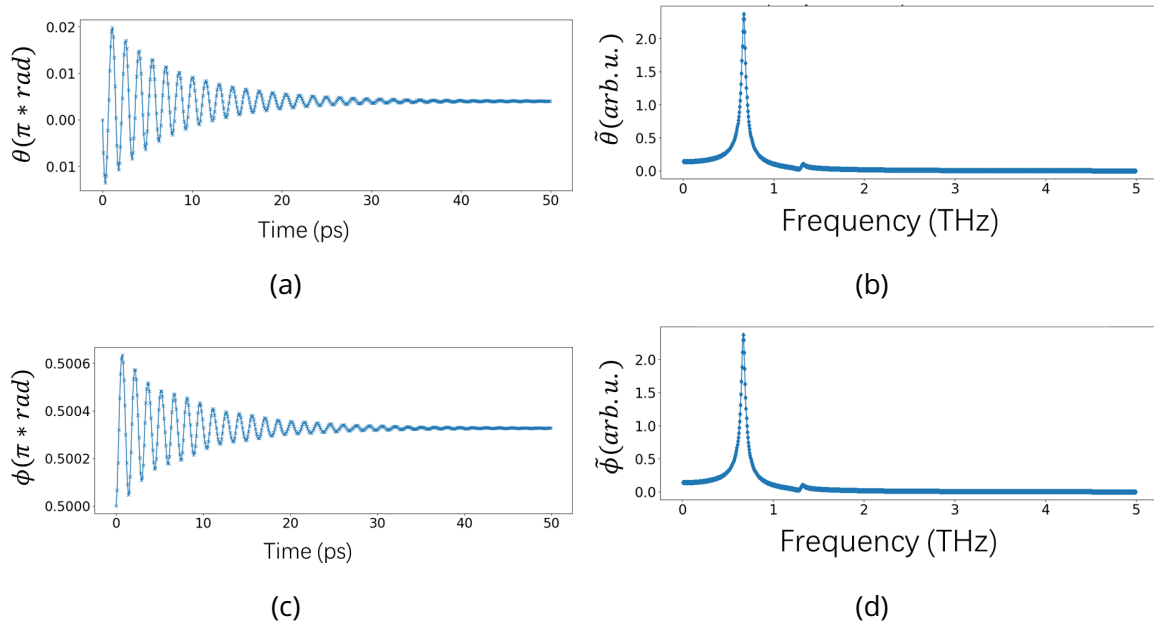 0.02
0.01
0.00
0.01
θ(π * rad)
0 10 20 30 40 50
Time (ps)
(a)
2.0
1.5
1.0
0.5
0.0
θ̃(arb.u.)
0 1 2 3 4 5
Frequency (THz)
(b)
0.5006
0.5004
0.5002
0.5000
ϕ(π * rad)
0 10 20 30 40 50
Time (ps)
(c)
2.0
1.5
1.0
0.5
0.0
ϕ̃(arb.u.)
0 1 2 3 4 5
Frequency (THz)
(d)